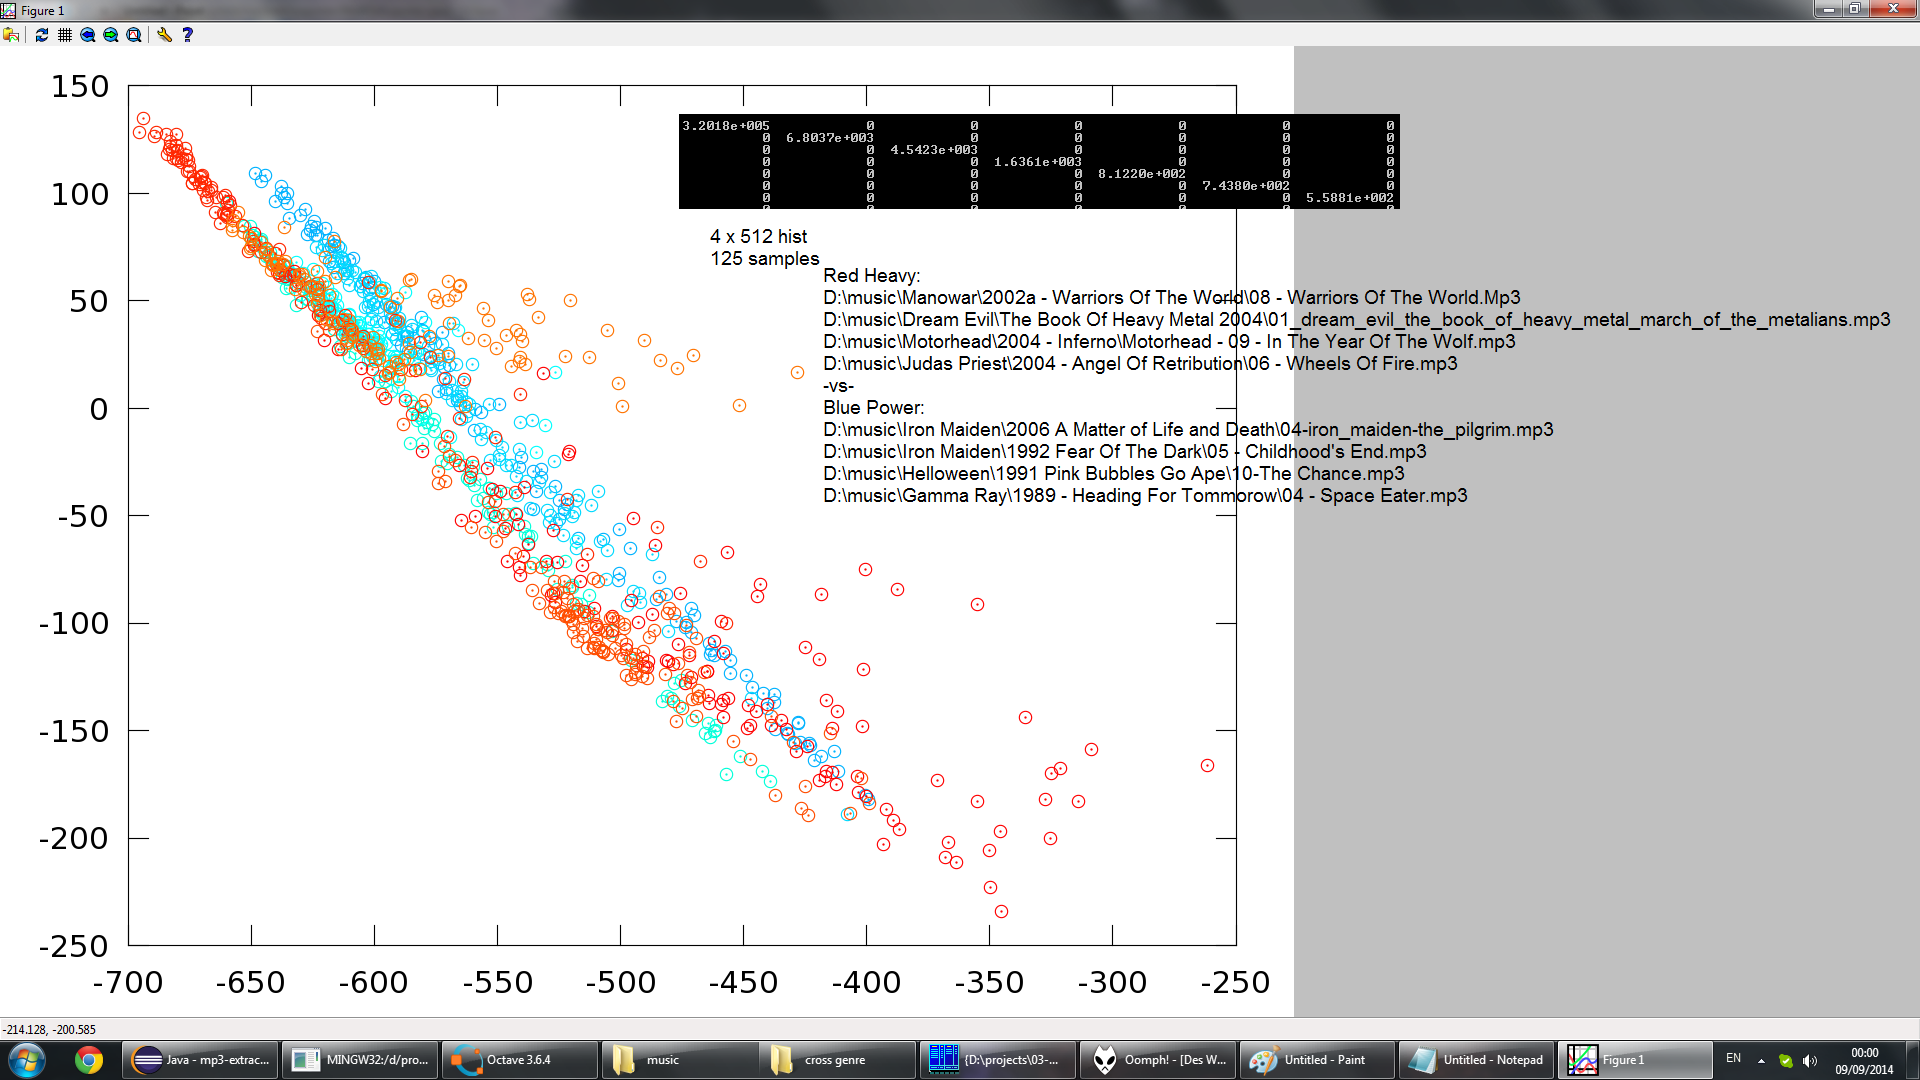 Figure 1
150
100
50
0
-50
-100
-150
-200
-250
-700 -650 -600 -550 -500 -450 -400 -350 -300 -250
3.2018e+005 0 0 0 0 0 0
0 6.8037e+003 0 0 0 0 0
0 0 4.5423e+003 0 0 0 0
0 0 0 1.6361e+003 0 0 0
0 0 0 0 8.1220e+002 0 0
0 0 0 0 0 7.4380e+002 0
0 0 0 0 0 0 5.5881e+002
4 x 512 hist
125 samples
Red Heavy:
D:\music\Manowar\2002a - Warriors Of The World\08 - Warriors Of The World.Mp3
D:\music\Dream Evil\The Book Of Heavy Metal 2004\01_dream_evil_the_book_of_heavy_metal_march_of_the_metalians.mp3
D:\music\Motorhead\2004 - Inferno\Motorhead - 09 - In The Year Of The Wolf.mp3
D:\music\Judas Priest\2004 - Angel Of Retribution\06 - Wheels Of Fire.mp3
-vs-
Blue Power:
D:\music\Iron Maiden\2006 A Matter of Life and Death\04-iron_maiden-the_pilgrim.mp3
D:\music\Iron Maiden\1992 Fear Of The Dark\05 - Childhood's End.mp3
D:\music\Helloween\1991 Pink Bubbles Go Ape\10-The Chance.mp3
D:\music\Gamma Ray\1989 - Heading For Tommorow\04 - Space Eater.mp3
-214.128, -200.585
Java - mp3-extrac... MINGW32:/d/pro... Octave 3.6.4 music cross genre {D:\projects\03-... Oomph! - [Des W... Untitled - Paint Untitled - Notepad Figure 1 EN 00:00
09/09/2014